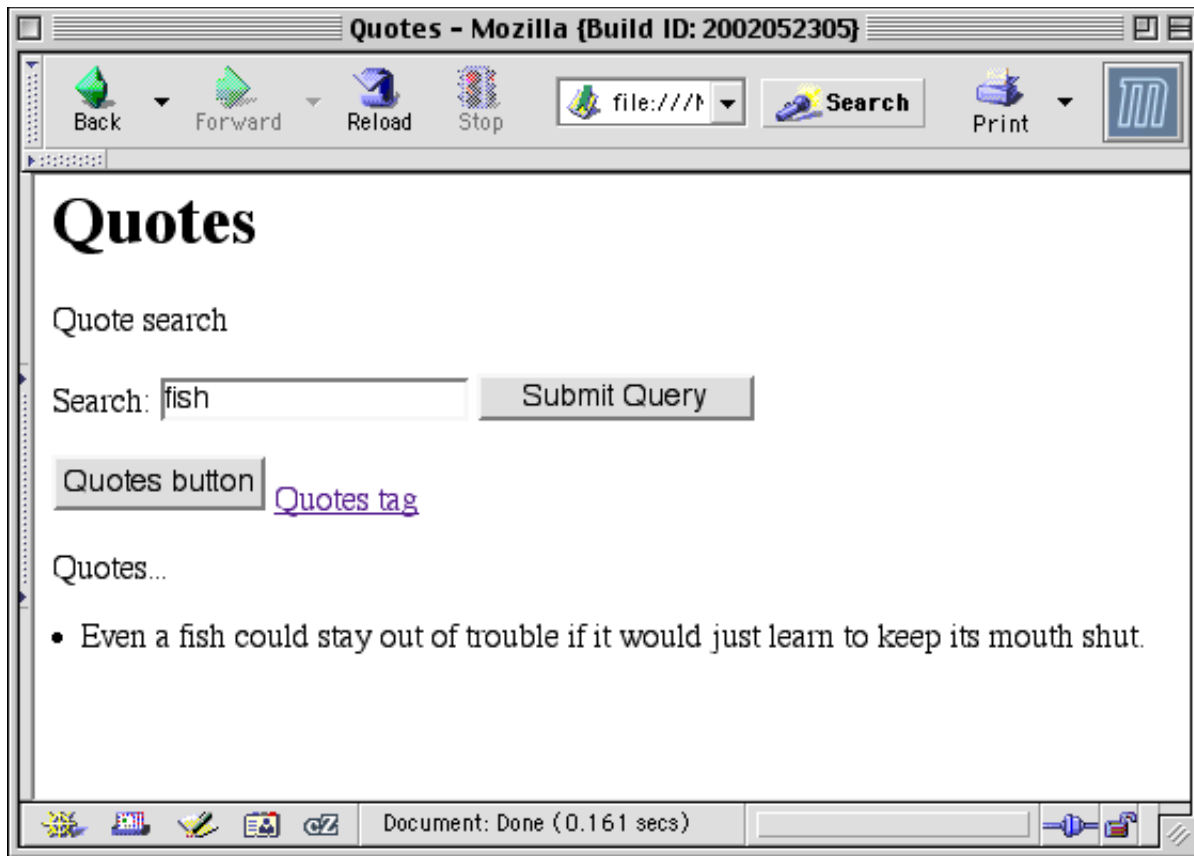 Quotes – Mozilla {Build ID: 2002052305}
Back Forward Reload Stop file:/// Search Print
Quotes
Quote search
Search: fish Submit Query
Quotes button Quotes tag
Quotes...
• Even a fish could stay out of trouble if it would just learn to keep its mouth shut.
Document: Done (0.161 secs)